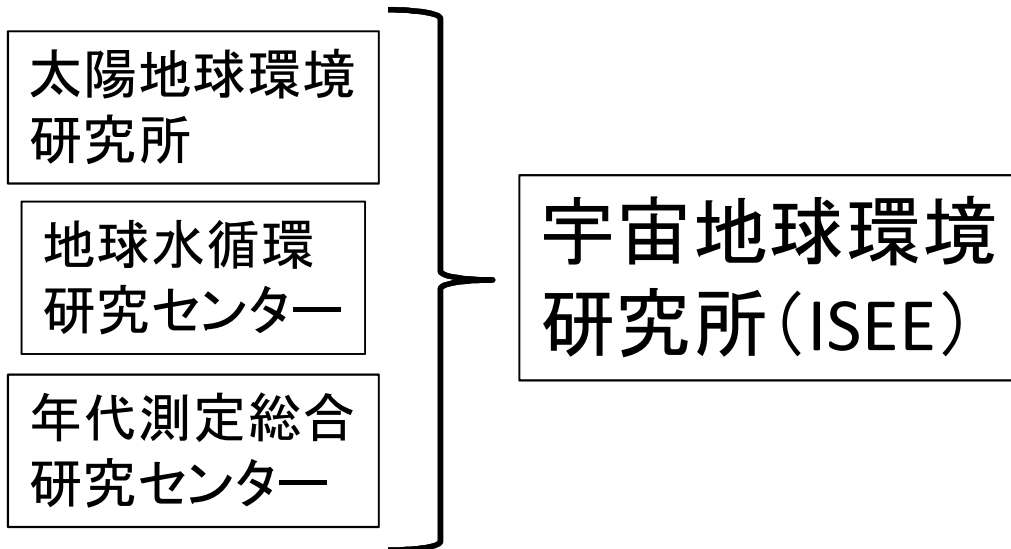 太陽地球環境
研究所
地球水循環
研究センター
年代測定総合
研究センター
宇宙地球環境
研究所(ISEE)